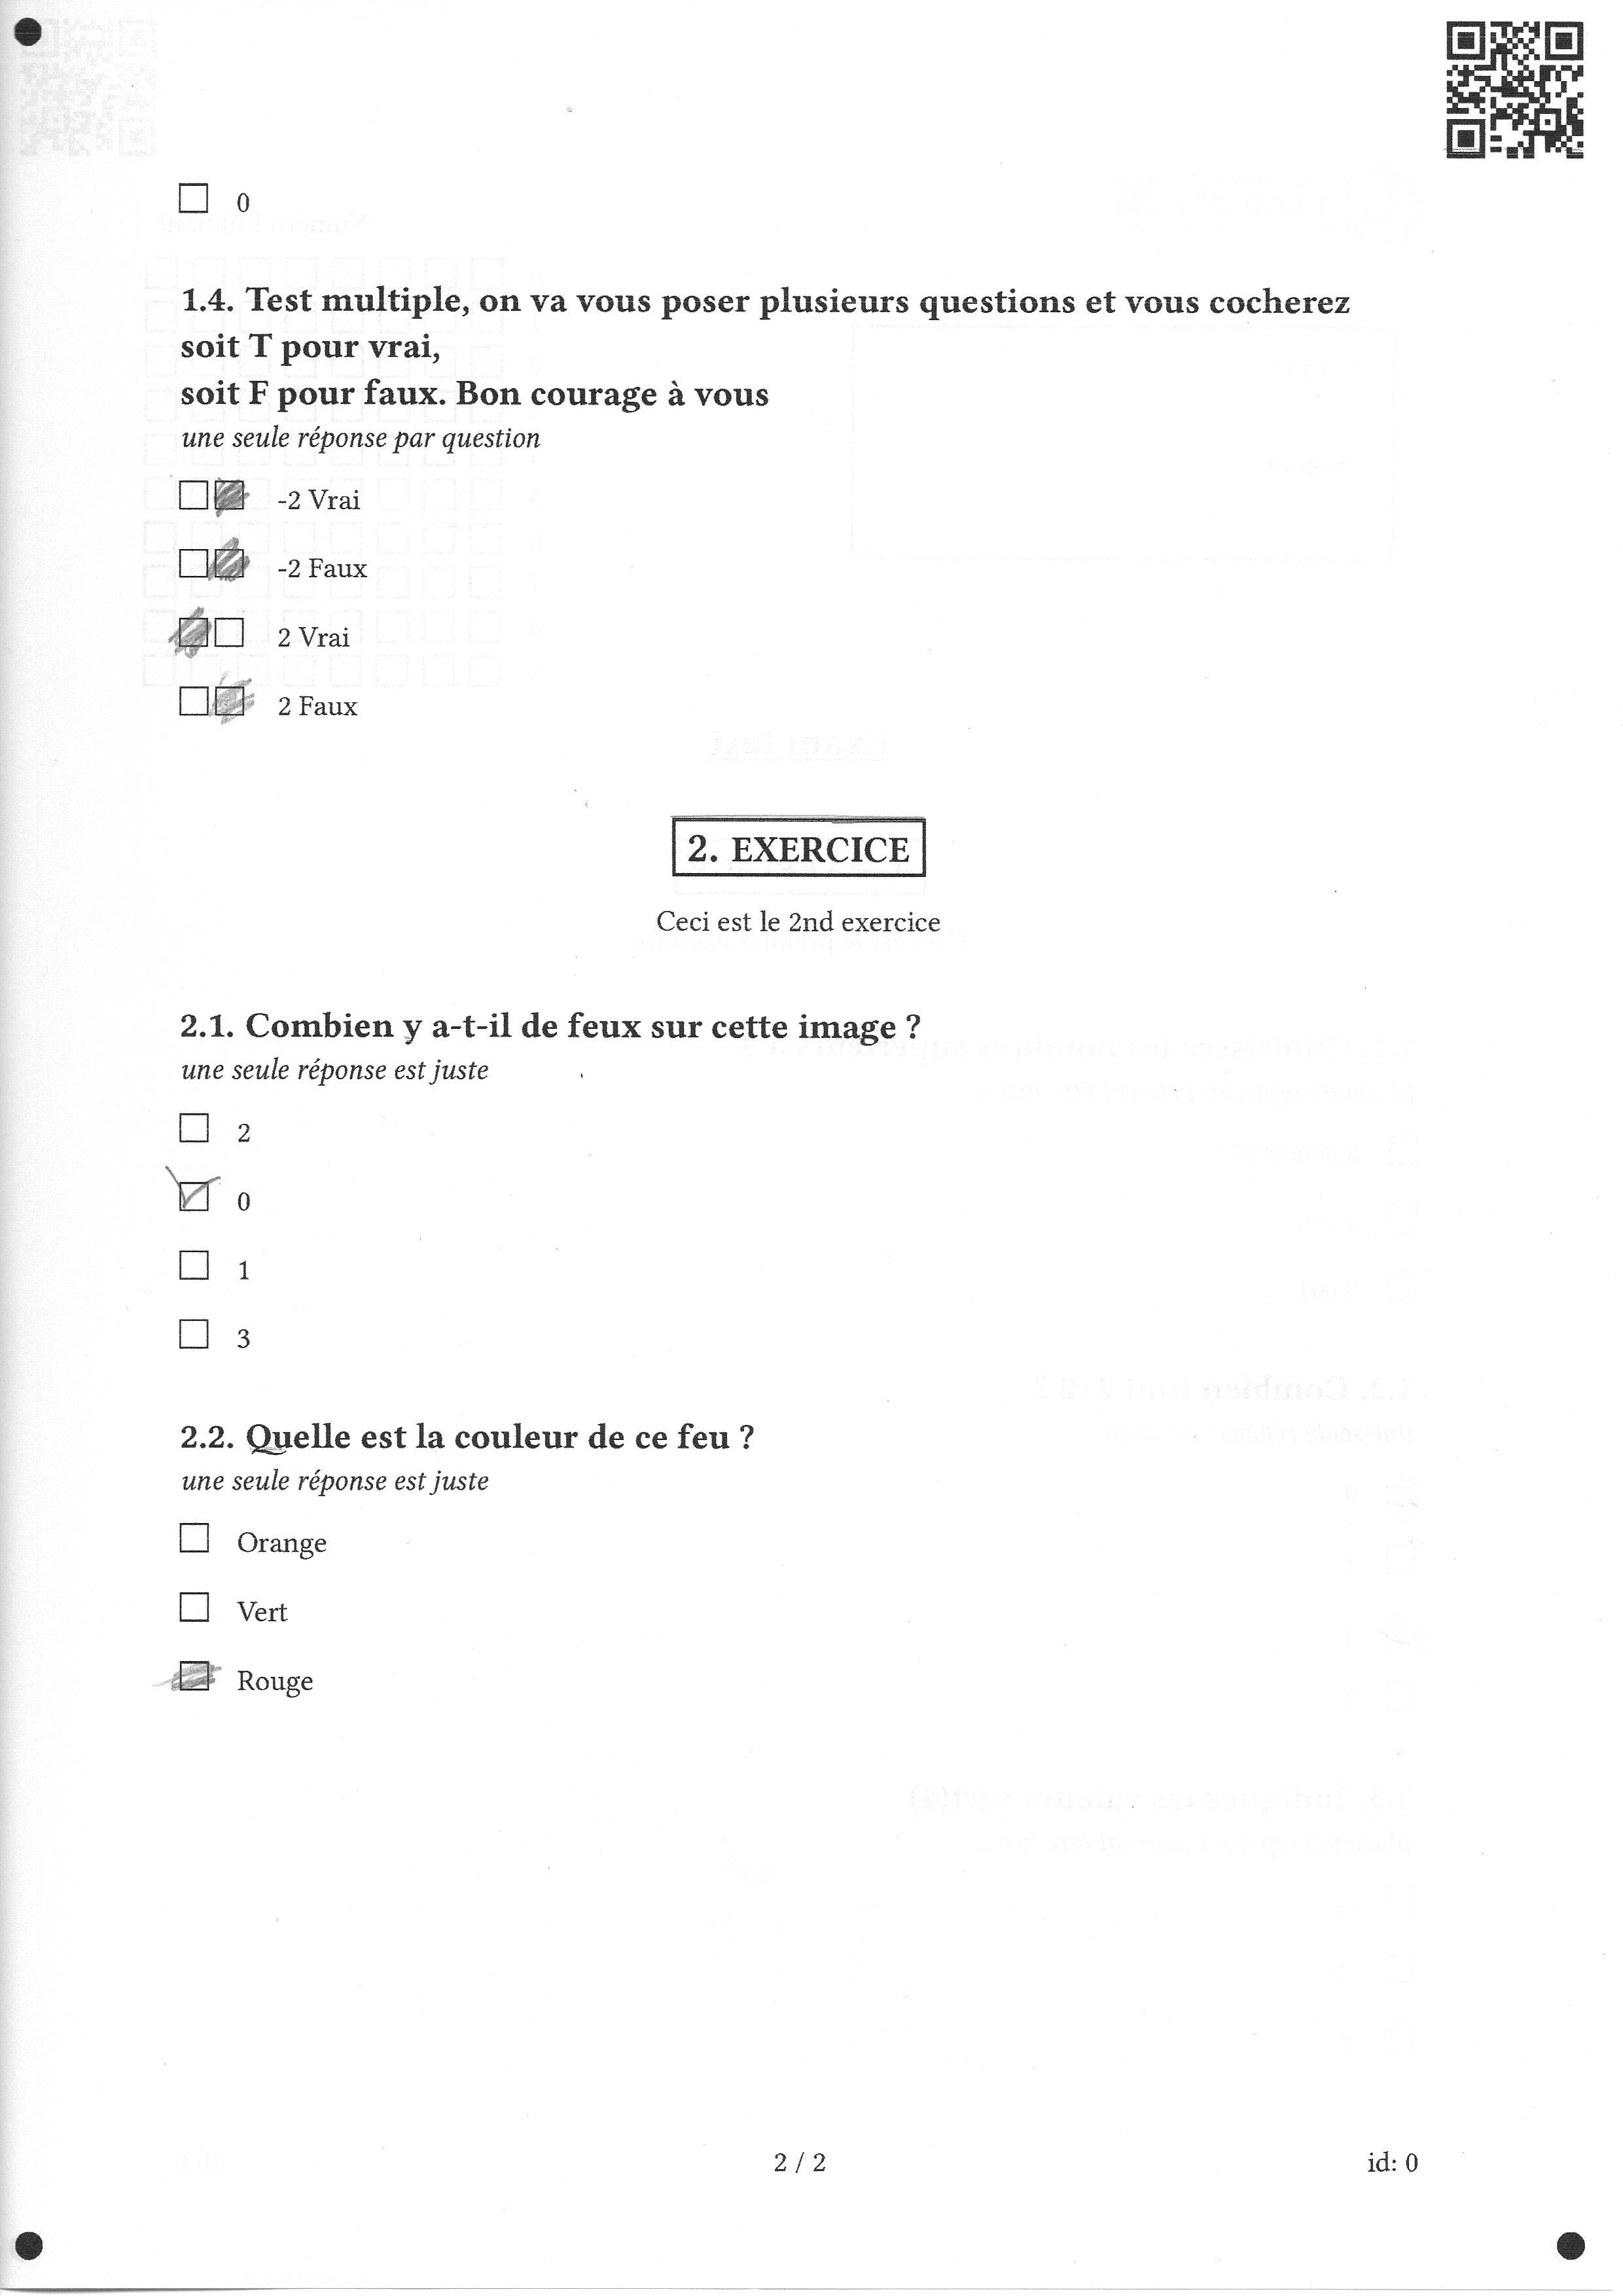 0
1.4. Test multiple, on va vous poser plusieurs questions et vous cocherez
soit T pour vrai,
soit F pour faux. Bon courage à vous
une seule réponse par question
-2 Vrai
-2 Faux
2 Vrai
2 Faux
2. EXERCICE
Ceci est le 2nd exercice
2.1. Combien y a-t-il de feux sur cette image ?
une seule réponse est juste
2
0
1
3
2.2. Quelle est la couleur de ce feu ?
une seule réponse est juste
Orange
Vert
Rouge
2 / 2
id: 0